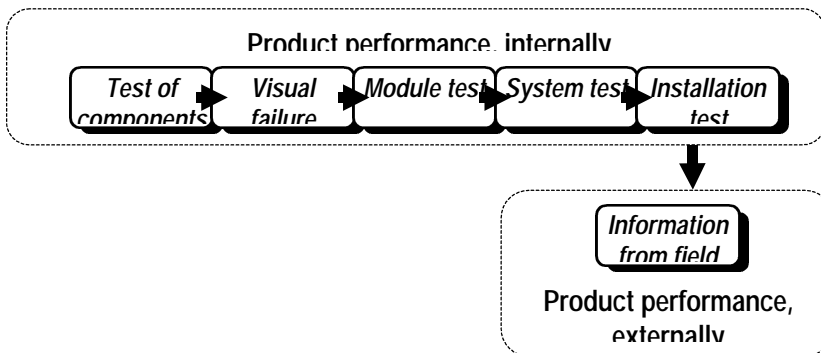 Product performance, internally
Test of
components
Visual
failure
Module test
System test
Installation
test
Information
from field
Product performance,
externally